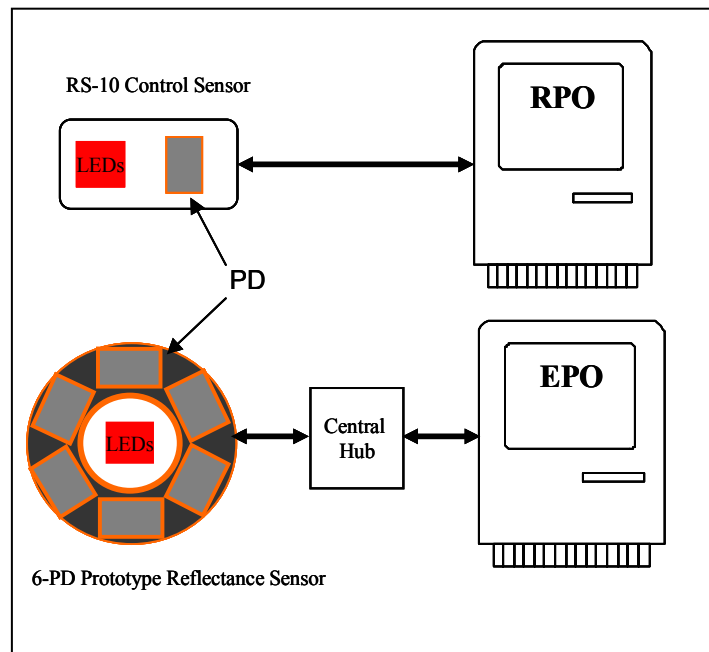 RS-10 Control Sensor
LEDs
RPO
PD
LEDs
Central
Hub
EPO
6-PD Prototype Reflectance Sensor